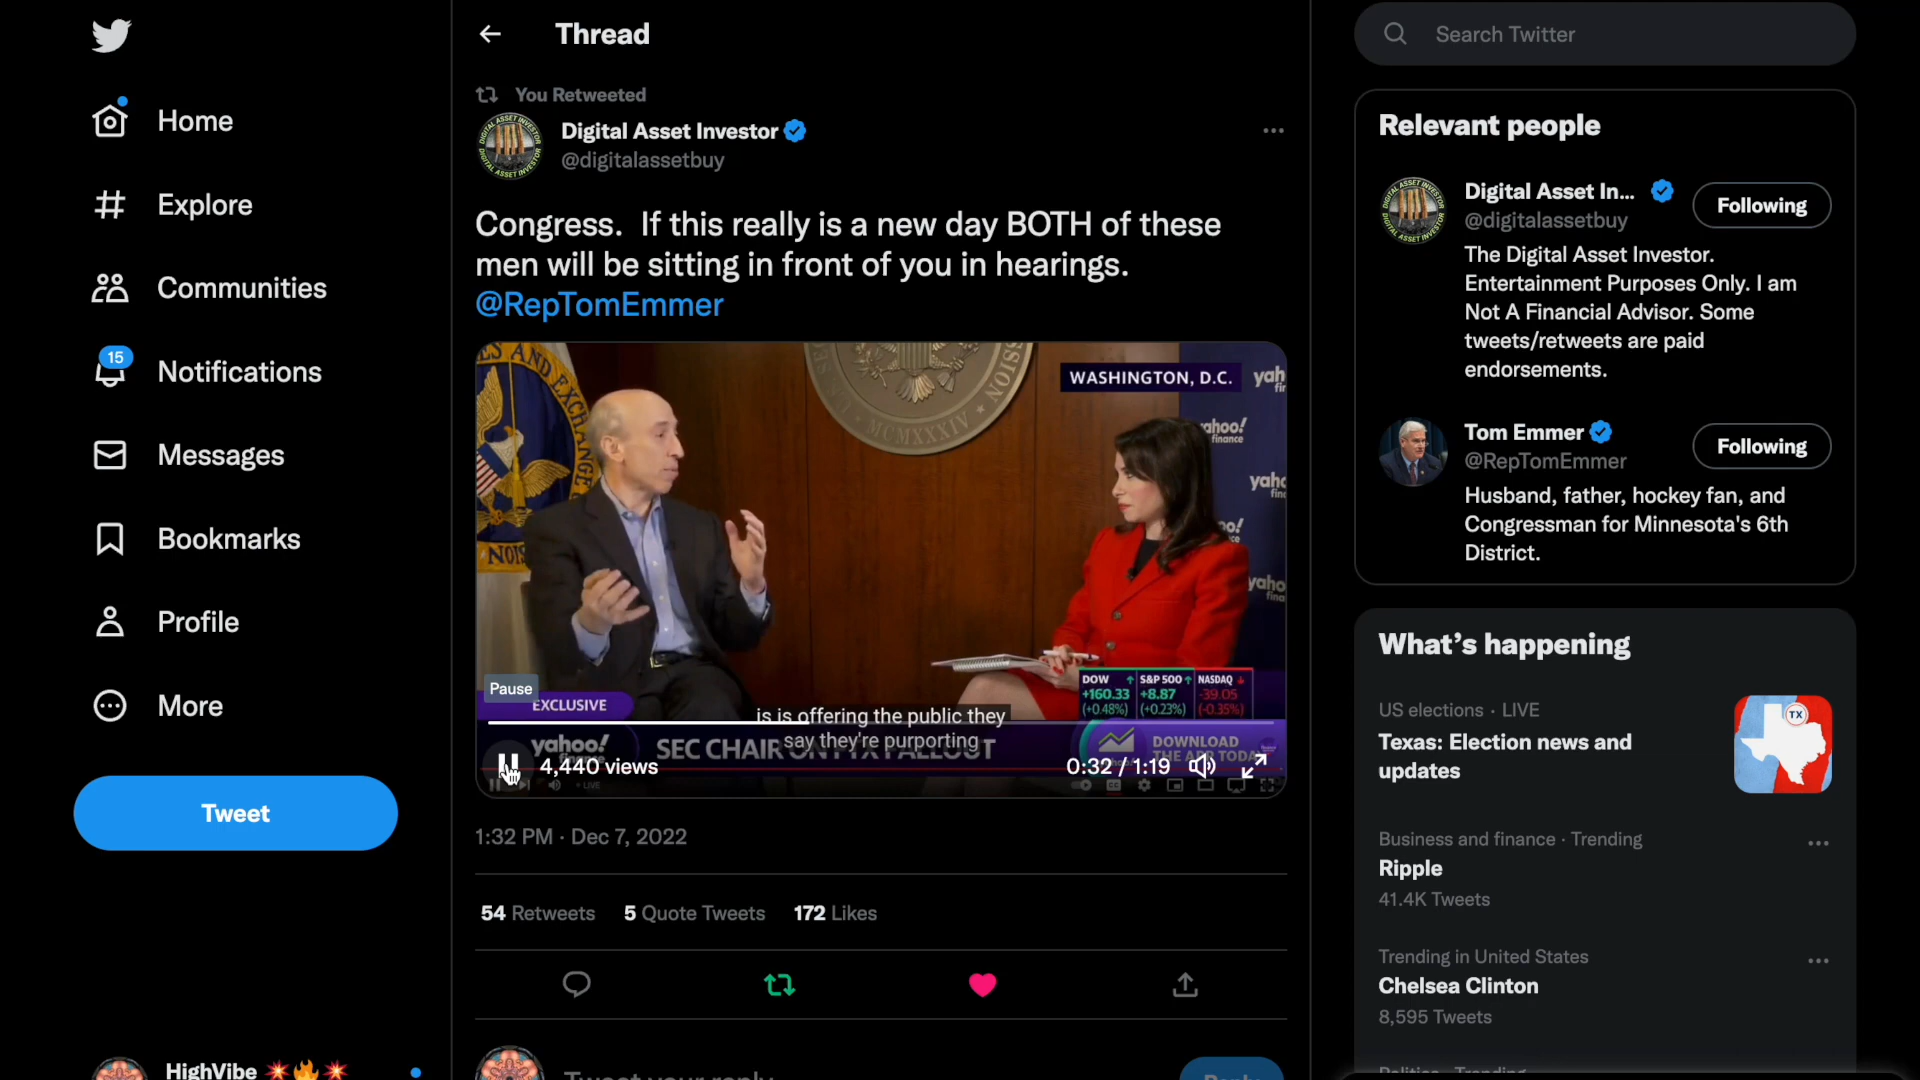 Home
Explore
Communities
15
Notifications
Messages
Bookmarks
Profile
More
Tweet
HighVibe
Thread
You Retweeted
Digital Asset Investor
@digitalassetbuy
Congress. If this really is a new day BOTH of these
men will be sitting in front of you in hearings.
@RepTomEmmer
WASHINGTON, D.C.
MCMXXXIV
yahoo!
finance
Pause
EXCLUSIVE
DOW S&P 500 NASDAQ
+160.33 +8.87 -39.05
(+0.48%) (+0.23%) (-0.35%)
is is offering the public they
say they're purporting
yahoo!
SEC CHAIR ON FTX FALLOUT
DOWNLOAD
THE APP TODAY
4,440 views
0:32 / 1:19
LIVE
1:32 PM · Dec 7, 2022
54 Retweets 5 Quote Tweets 172 Likes
Tweet your reply
Reply
Search Twitter
Relevant people
Digital Asset In...
@digitalassetbuy
Following
The Digital Asset Investor.
Entertainment Purposes Only. I am
Not A Financial Advisor. Some
tweets/retweets are paid
endorsements.
Tom Emmer
@RepTomEmmer
Following
Husband, father, hockey fan, and
Congressman for Minnesota's 6th
District.
What's happening
US elections · LIVE
Texas: Election news and
updates
TX
Business and finance · Trending
Ripple
41.4K Tweets
Trending in United States
Chelsea Clinton
8,595 Tweets
Politics · Trending